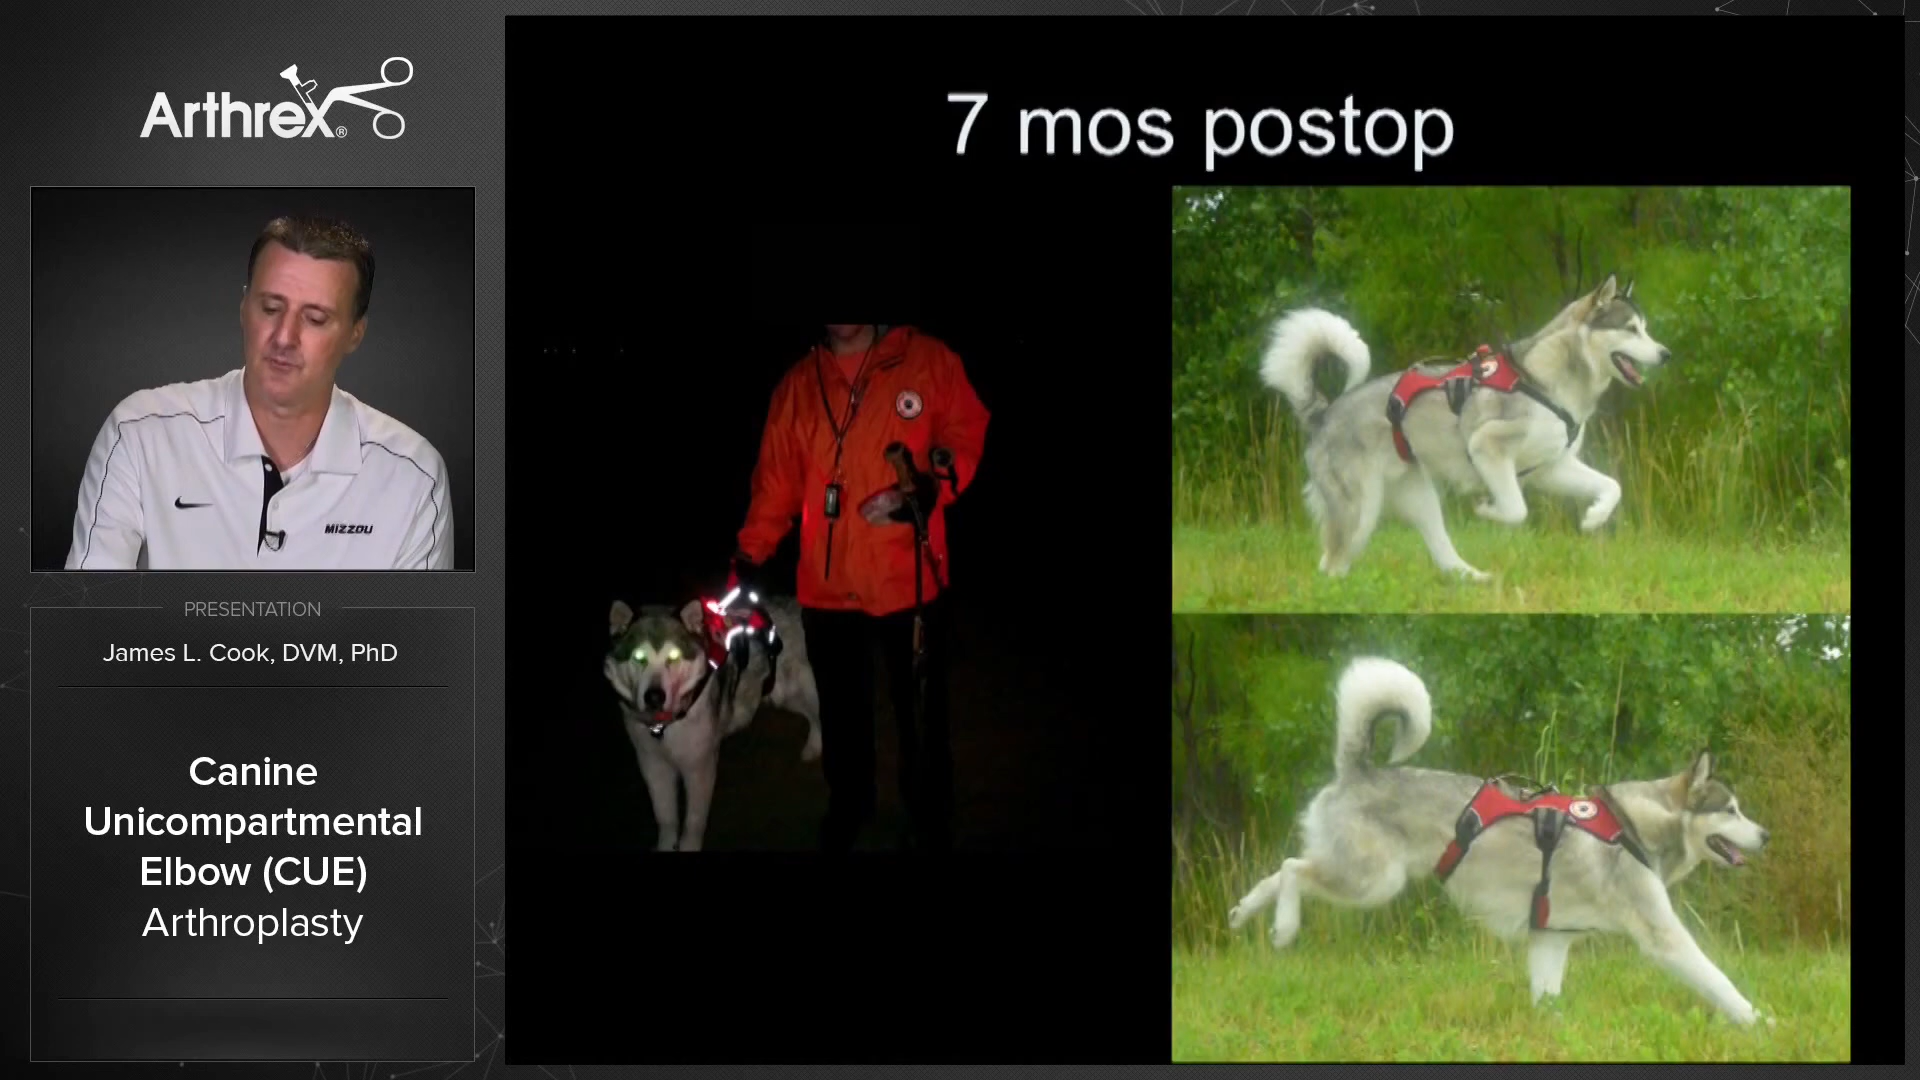 Arthrex®
7 mos postop
MIZZOU
PRESENTATION
James L. Cook, DVM, PhD
Canine
Unicompartmental
Elbow (CUE)
Arthroplasty